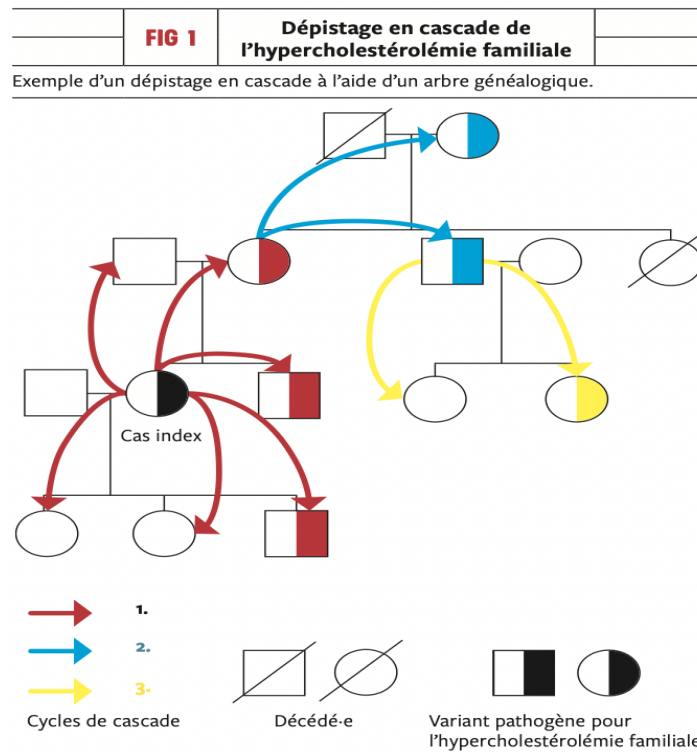 FIG 1
Dépistage en cascade de
l'hypercholestérolémie familiale
Exemple d'un dépistage en cascade à l'aide d'un arbre généalogique.
Cas index
1.
2.
3.
Cycles de cascade
Décédé·e
Variant pathogène pour
l'hypercholestérolémie familiale